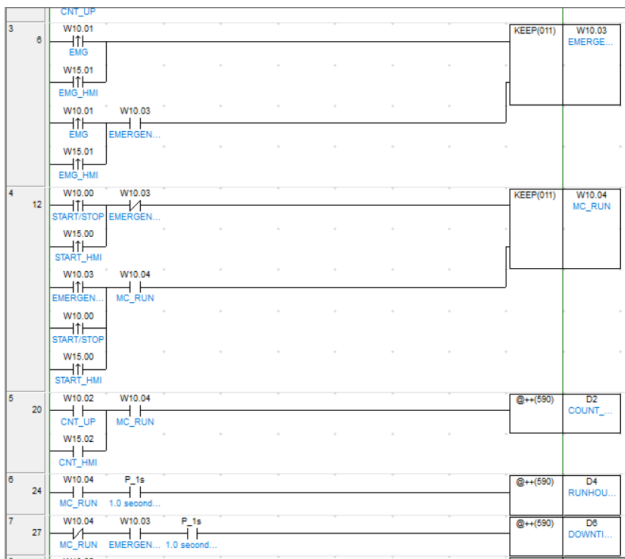 CNT_UP
3 W10.01 KEEP(011) W10.03
6 EMG EMERGE...
W15.01
EMG_HMI
W10.01 W10.03
EMG EMERGEN...
W15.01
EMG_HMI
4 W10.00 W10.03 KEEP(011) W10.04
12 START/STOP EMERGEN... MC_RUN
W15.00
START_HMI
W10.03 W10.04
EMERGEN... MC_RUN
W10.00
START/STOP
W15.00
START_HMI
5 W10.02 W10.04 @++(590) D2
20 CNT_UP MC_RUN COUNT_...
W15.02
CNT_HMI
6 W10.04 P_1s @++(590) D4
24 MC_RUN 1.0 second... RUNHOU...
7 W10.04 W10.03 P_1s @++(590) D6
27 MC_RUN EMERGEN... 1.0 second... DOWNTI...